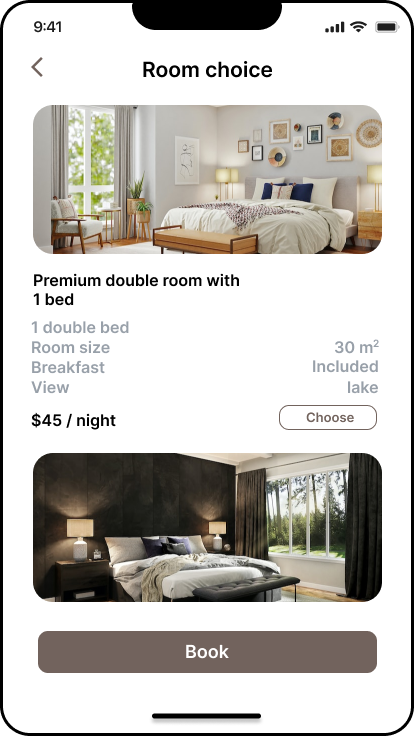 9:41
Room choice
Premium double room with
1 bed
1 double bed
Room size 30 m²
Breakfast Included
View lake
$45 / night Choose
Book